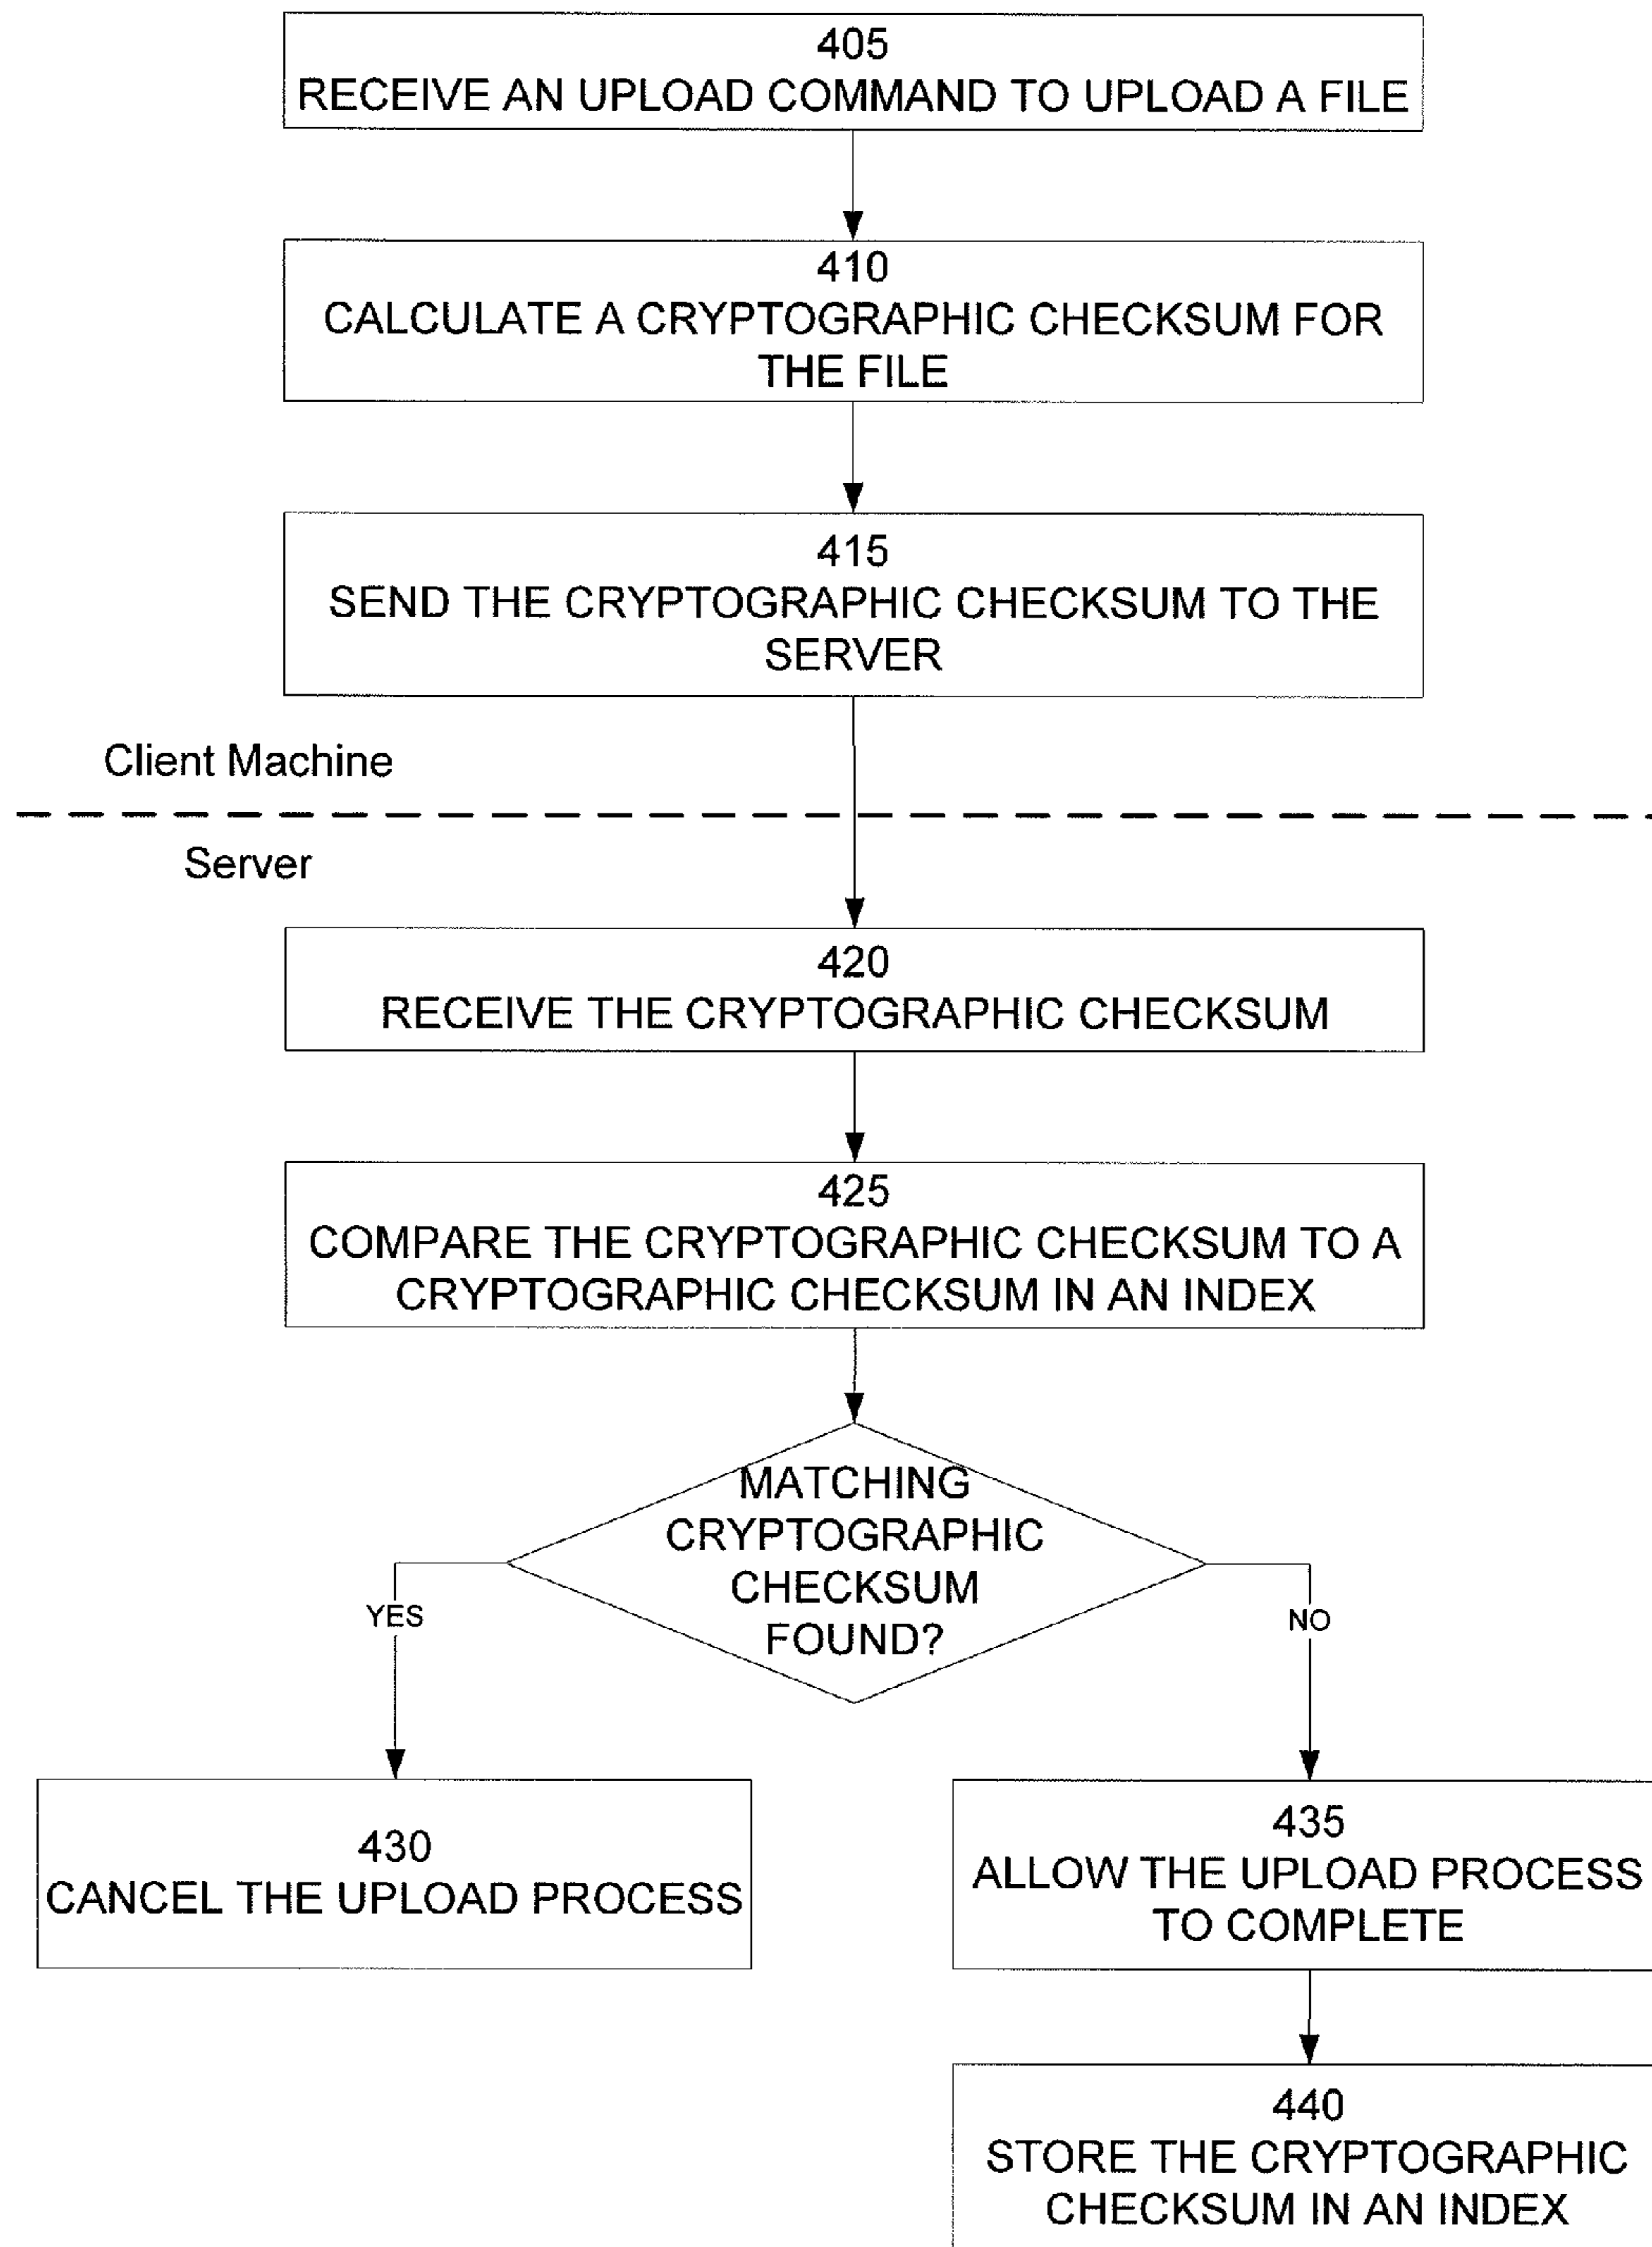 405
RECEIVE AN UPLOAD COMMAND TO UPLOAD A FILE
410
CALCULATE A CRYPTOGRAPHIC CHECKSUM FOR
THE FILE
415
SEND THE CRYPTOGRAPHIC CHECKSUM TO THE
SERVER
Client Machine
Server
420
RECEIVE THE CRYPTOGRAPHIC CHECKSUM
425
COMPARE THE CRYPTOGRAPHIC CHECKSUM TO A
CRYPTOGRAPHIC CHECKSUM IN AN INDEX
MATCHING
CRYPTOGRAPHIC
CHECKSUM
FOUND?
YES
NO
430
CANCEL THE UPLOAD PROCESS
435
ALLOW THE UPLOAD PROCESS
TO COMPLETE
440
STORE THE CRYPTOGRAPHIC
CHECKSUM IN AN INDEX